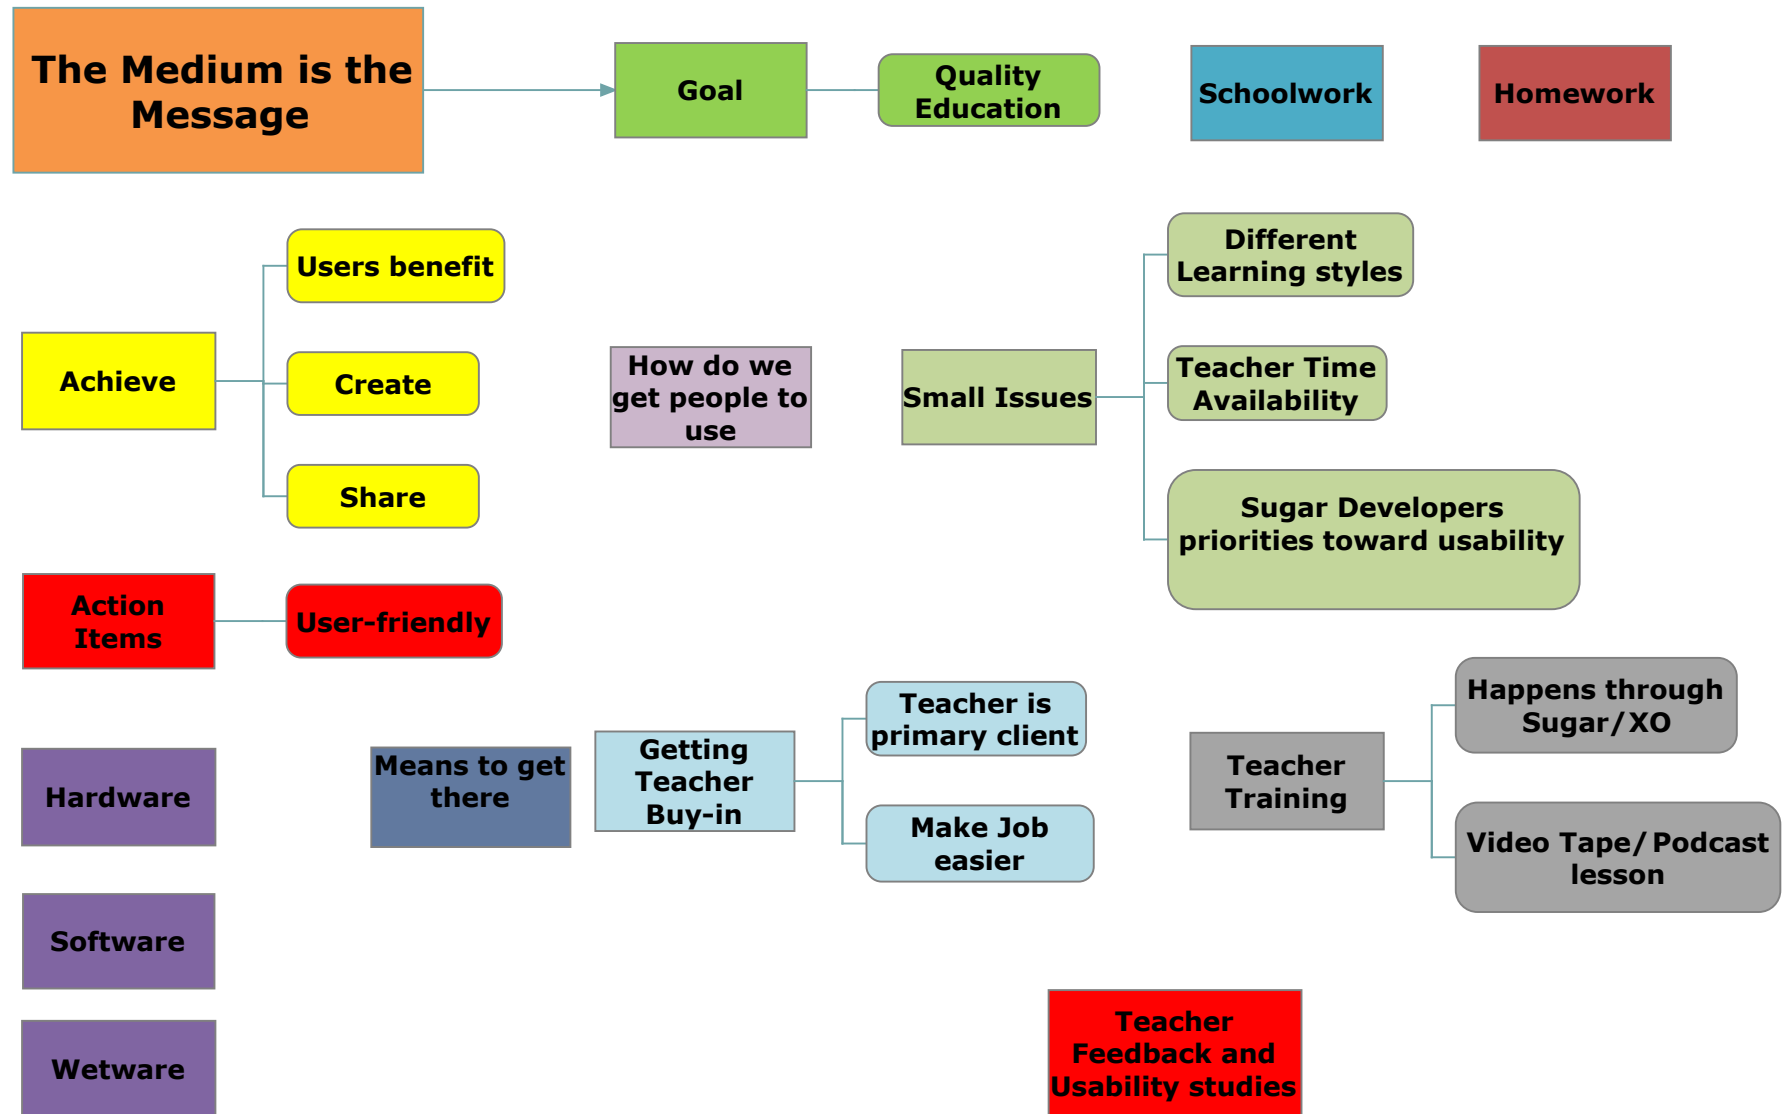 The Medium is the
Message
Goal
Quality
Education
Schoolwork
Homework
Users benefit
Achieve
Create
Share
How do we
get people to
use
Small Issues
Different
Learning styles
Teacher Time
Availability
Sugar Developers
priorities toward usability
Action
Items
User-friendly
Hardware
Means to get
there
Getting
Teacher
Buy-in
Teacher is
primary client
Make Job
easier
Teacher
Training
Happens through
Sugar/XO
Video Tape/Podcast
lesson
Software
Wetware
Teacher
Feedback and
Usability studies